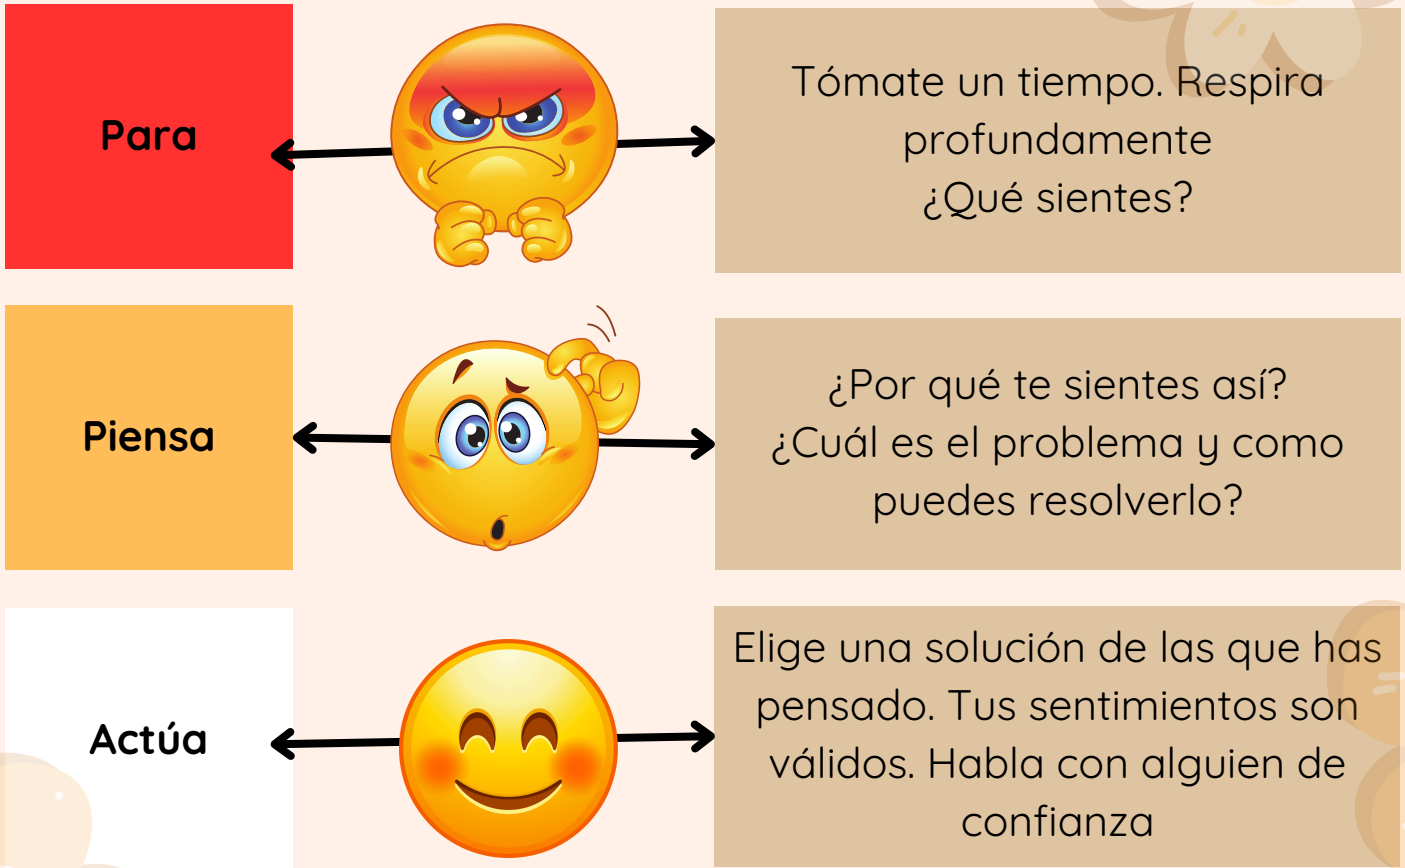 Para
Tómate un tiempo. Respira
profundamente
¿Qué sientes?
Piensa
¿Por qué te sientes así?
¿Cuál es el problema y como
puedes resolverlo?
Actúa
Elige una solución de las que has
pensado. Tus sentimientos son
válidos. Habla con alguien de
confianza